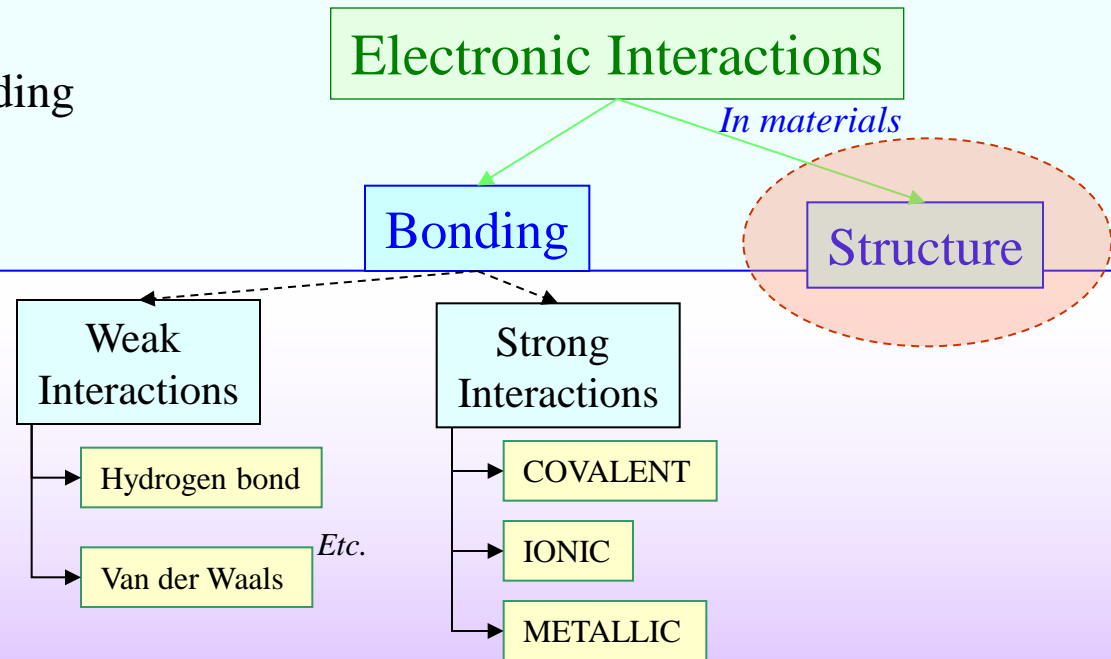 Electronic Interactions
ding
In materials
Bonding
Structure
Weak
Interactions
Strong
Interactions
Hydrogen bond
COVALENT
Etc.
IONIC
Van der Waals
METALLIC